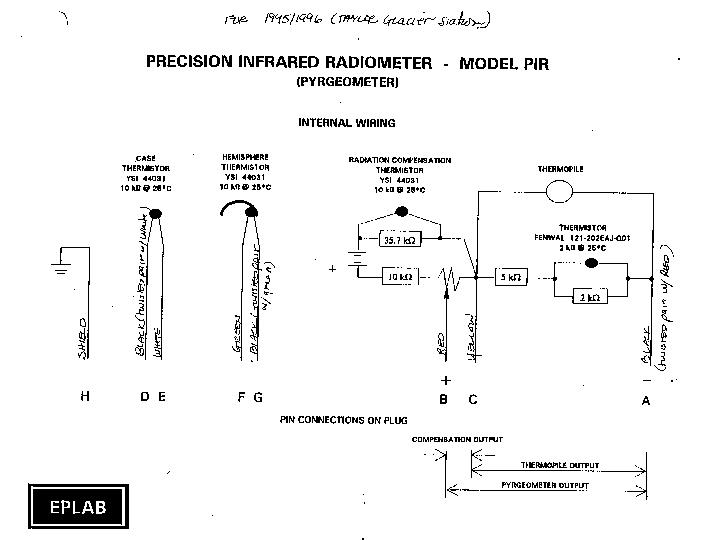 FOR 1995/1996 (TAYLOR Glacier Station)
PRECISION INFRARED RADIOMETER - MODEL PIR
(PYRGEOMETER)
INTERNAL WIRING
CASE
THERMISTOR
YSI 44031
10 kΩ @ 25°C
HEMISPHERE
THERMISTOR
YSI 44031
10 kΩ @ 25°C
RADIATION COMPENSATION
THERMISTOR
YSI 44031
10 kΩ @ 25°C
THERMOPILE
THERMISTOR
FENWAL 121-202EAJ-Q01
2 kΩ @ 25°C
35.7 kΩ
+
10 kΩ
5 kΩ
2 kΩ
SHIELD
BLACK (twisted pair w/ White)
WHITE
GREEN
BLACK (twisted pair
w/ green)
RED
YELLOW
BLACK
(twisted pair w/ RED)
+ -
H D E F G B C A
PIN CONNECTIONS ON PLUG
COMPENSATION OUTPUT
+ -
THERMOPILE OUTPUT
PYRGEOMETER OUTPUT
EPLAB